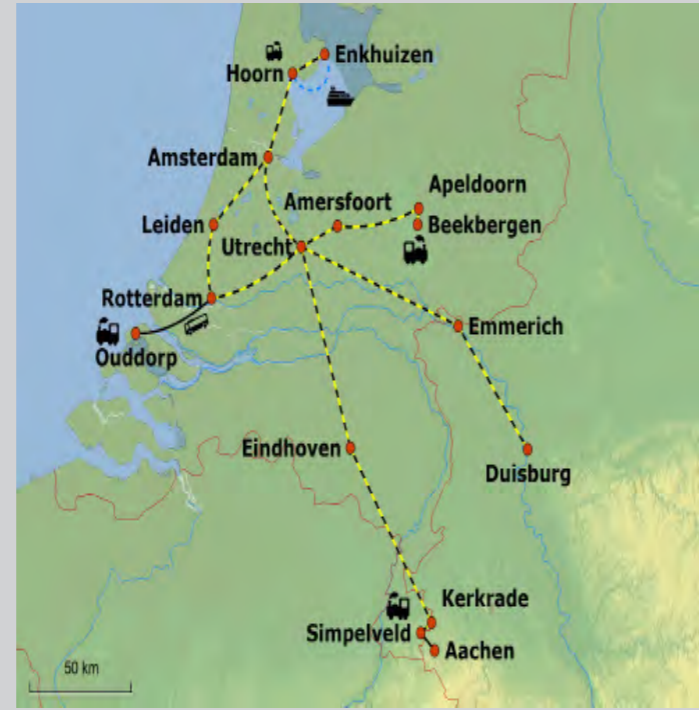 Enkhuizen
Hoorn
Amsterdam
Apeldoorn
Amersfoort
Leiden
Beekbergen
Utrecht
Rotterdam
Emmerich
Ouddorp
Eindhoven
Duisburg
Kerkrade
Simpelveld
Aachen
50 km